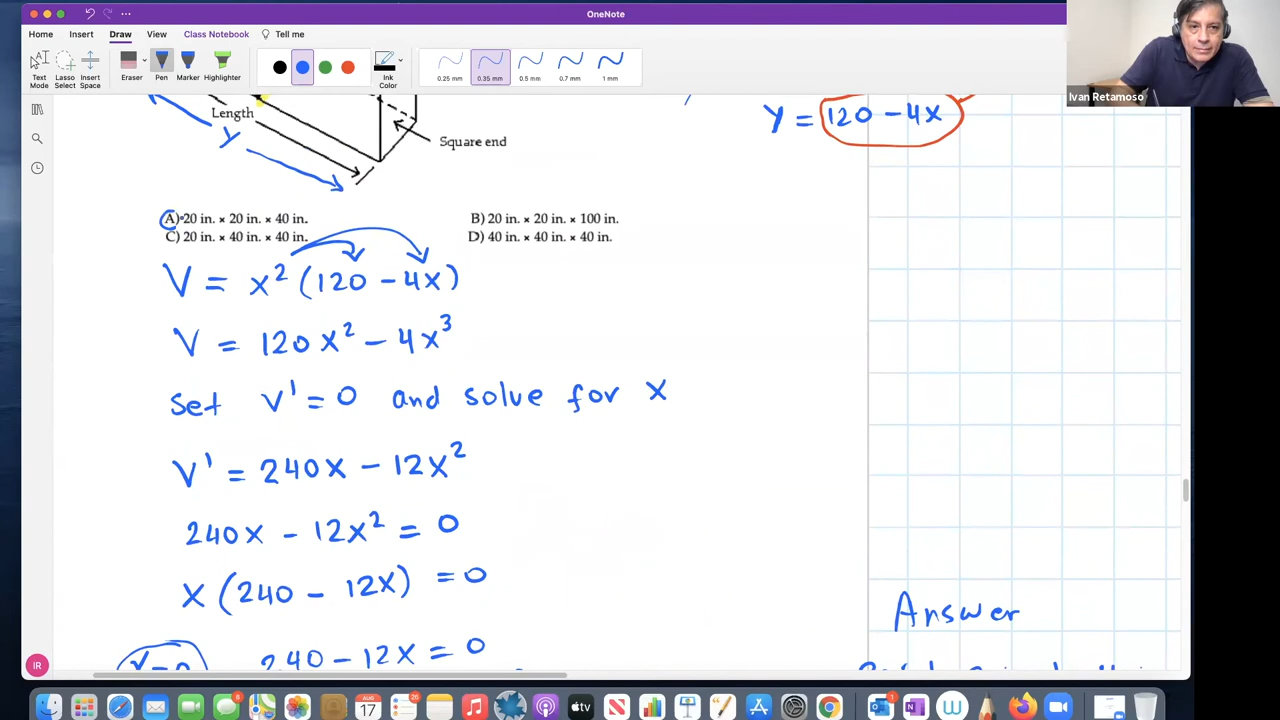 OneNote
Home Insert Draw View Class Notebook Tell me
Text Mode Lasso Select Insert Space Eraser Pen Marker Highlighter Ink Color 0.25 mm 0.35 mm 0.5 mm 0.7 mm 1 mm
Ivan Retamoso
Length
y
Square end
Y = 120 - 4x
A) 20 in. × 20 in. × 40 in. B) 20 in. × 20 in. × 100 in.
C) 20 in. × 40 in. × 40 in. D) 40 in. × 40 in. × 40 in.
V = x² (120 - 4x)
V = 120x² - 4x³
Set V' = 0 and solve for x
V' = 240x - 12x²
240x - 12x² = 0
x (240 - 12x) = 0
240 - 12x = 0
Answer
IR
AUG
17
tv